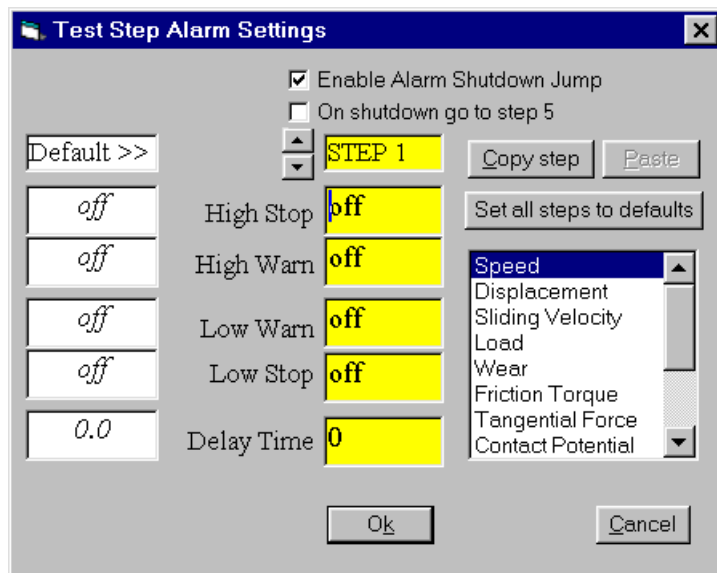 Test Step Alarm Settings
Enable Alarm Shutdown Jump
On shutdown go to step 5
Default >>
STEP 1
Copy step
Paste
off
High Stop
off
Set all steps to defaults
off
High Warn
off
off
Low Warn
off
off
Low Stop
off
0.0
Delay Time
0
Speed
Displacement
Sliding Velocity
Load
Wear
Friction Torque
Tangential Force
Contact Potential
Ok
Cancel